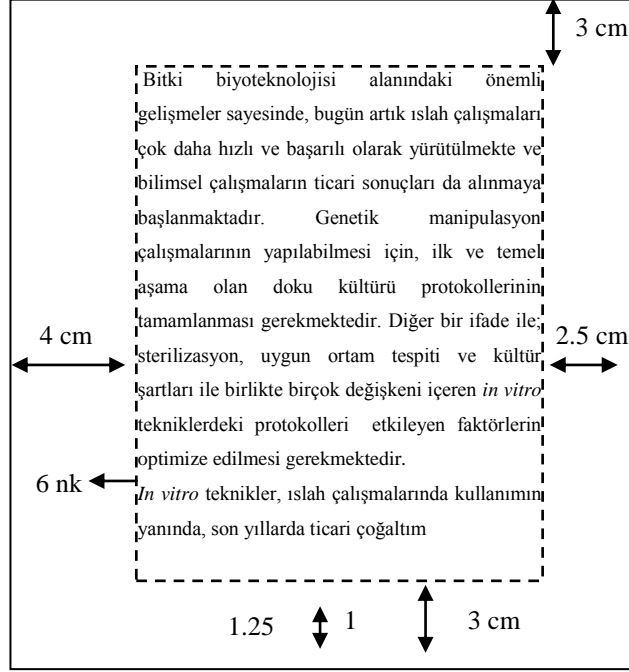 3 cm
Bitki biyoteknolojisi alanındaki önemli
gelişmeler sayesinde, bugün artık ıslah çalışmaları
çok daha hızlı ve başarılı olarak yürütülmekte ve
bilimsel çalışmaların ticari sonuçları da alınmaya
başlanmaktadır. Genetik manipulasyon
çalışmalarının yapılabilmesi için, ilk ve temel
aşama olan doku kültürü protokollerinin
tamamlanması gerekmektedir. Diğer bir ifade ile;
sterilizasyon, uygun ortam tespiti ve kültür
şartları ile birlikte birçok değişkeni içeren in vitro
tekniklerdeki protokolleri etkileyen faktörlerin
optimize edilmesi gerekmektedir.
In vitro teknikler, ıslah çalışmalarında kullanımın
yanında, son yıllarda ticari çoğaltım
4 cm
2.5 cm
6 nk
1.25
1
3 cm